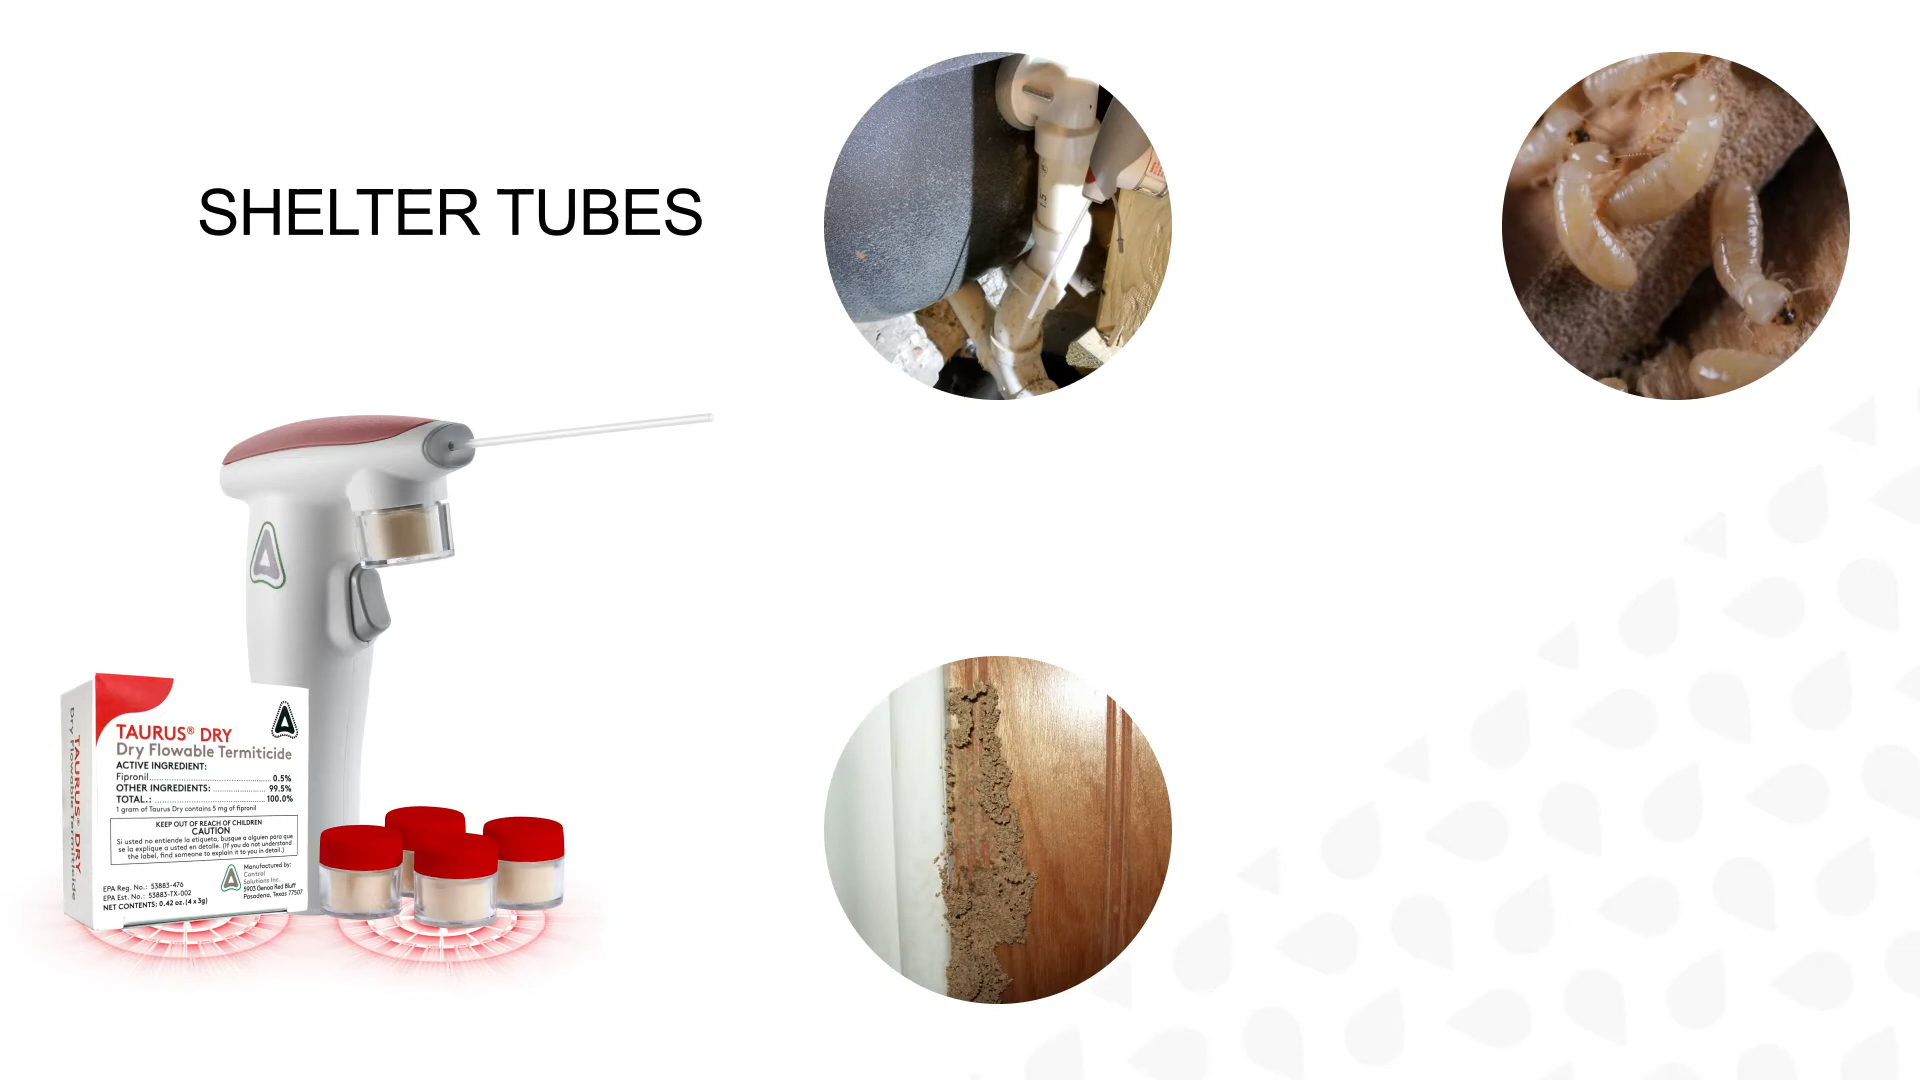 SHELTER TUBES
TAURUS® DRY
Dry Flowable Termiticide
ACTIVE INGREDIENT:
Fipronil 0.5%
OTHER INGREDIENTS: 99.5%
TOTAL.: 100.0%
1 gram of Taurus Dry contains 5 mg of fipronil
KEEP OUT OF REACH OF CHILDREN
CAUTION
Si usted no entiende la etiqueta, busque a alguien para que
se la explique a usted en detalle. (If you do not understand
the label, find someone to explain it to you in detail.)
EPA Reg. No.: 53883-476
EPA Est. No.: 53883-TX-002
NET CONTENTS: 0.42 oz. (4 x 3g)
Manufactured by:
Control
Solutions Inc.
5903 Genoa Red Bluff
Pasadena, Texas 77507
TAURUS® DRY
Dry Flowable Termiticide